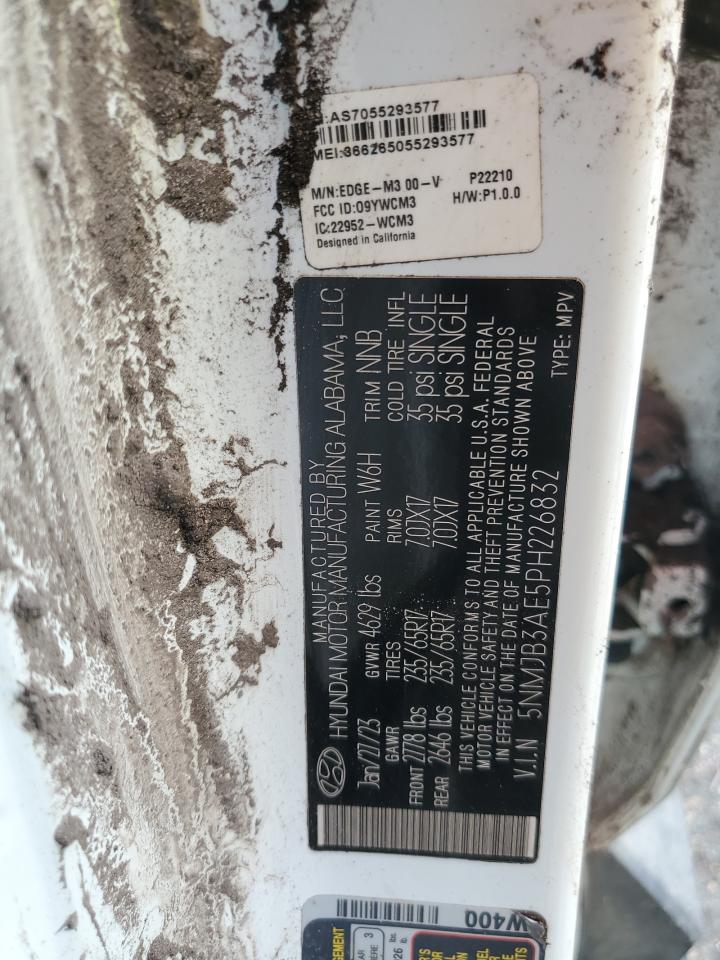 :AS7055293577
MEI:866265055293577
M/N:EDGE-M3 00-V P22210
FCC ID:O9YWCM3 H/W:P1.0.0
IC:22952-WCM3
Designed in California
MANUFACTURED BY
HYUNDAI MOTOR MANUFACTURING ALABAMA, LLC
Jan/27/23 GVWR 4629 lbs PAINT W6H TRIM NNB
GAWR TIRES RIMS COLD TIRE INFL
FRONT 2778 lbs 235/65R17 7.0JX17 35 psi SINGLE
REAR 2646 lbs 235/65R17 7.0JX17 35 psi SINGLE
THIS VEHICLE CONFORMS TO ALL APPLICABLE U.S.A. FEDERAL
MOTOR VEHICLE SAFETY AND THEFT PREVENTION STANDARDS
IN EFFECT ON THE DATE OF MANUFACTURE SHOWN ABOVE
V.I.N 5NMJB3AE5PH226832 TYPE: MPV
W400